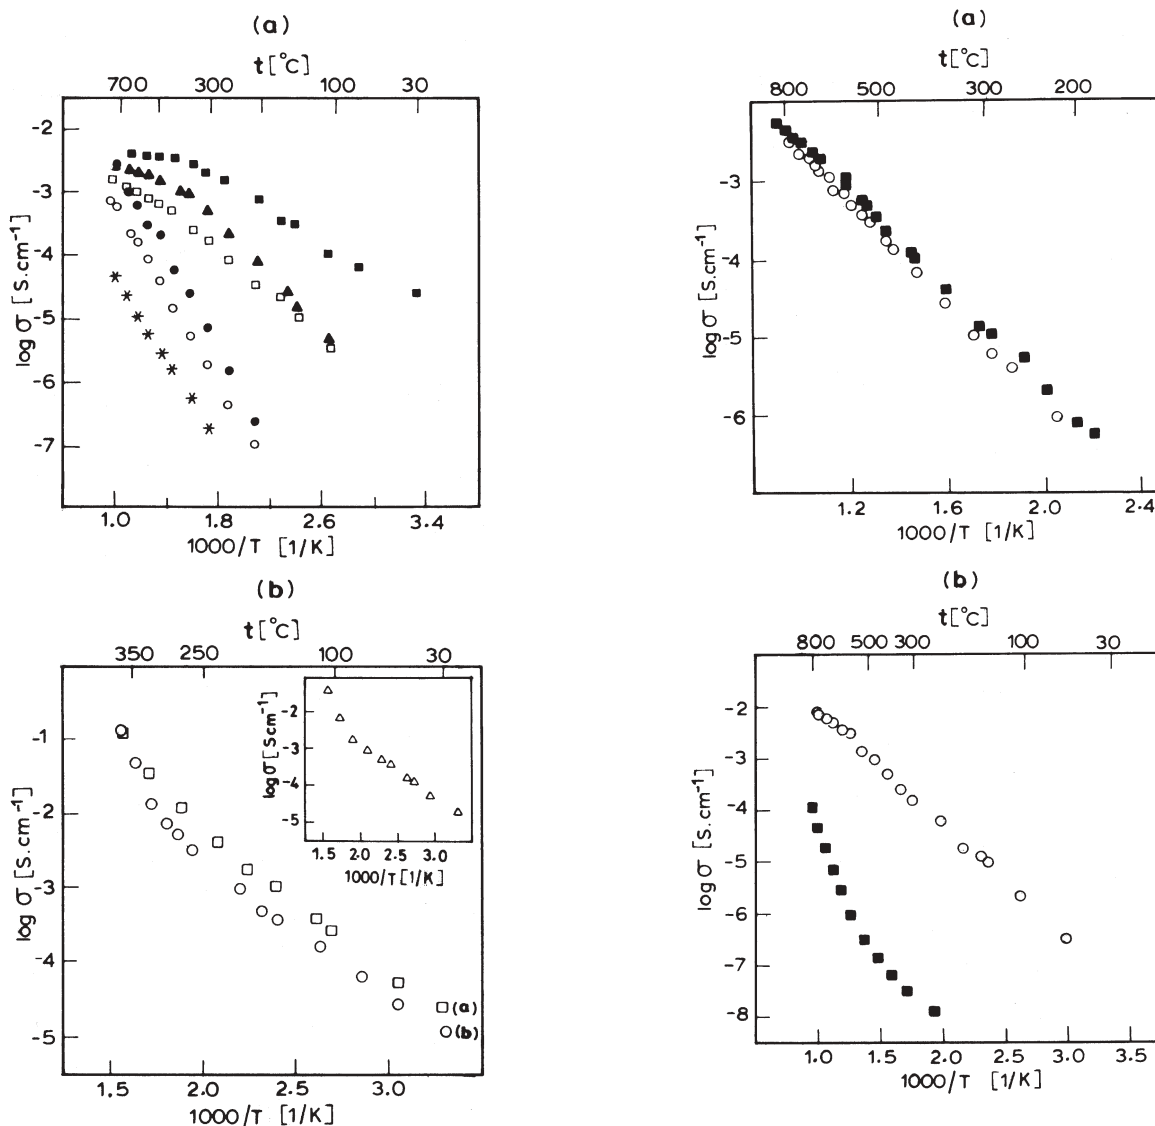 (a)
t[°C]
700 300 100 30
-2
-3
-4
-5
-6
-7
log σ [S.cm⁻¹]
1.0 1.8 2.6 3.4
1000/T [1/K]
(a)
t[°C]
800 500 300 200
-3
-4
-5
-6
log σ [S.cm⁻¹]
1.2 1.6 2.0 2.4
1000/T [1/K]
(b)
t[°C]
350 250 100 30
-1
-2
-3
-4
-5
log σ [S.cm⁻¹]
-2
-3
-4
-5
log σ [Scm⁻¹]
1.5 2.0 2.5 3.0
1000/T [1/K]
(a)
(b)
1.5 2.0 2.5 3.0
1000/T [1/K]
(b)
t[°C]
800 500 300 100 30
-2
-3
-4
-5
-6
-7
-8
log σ [S.cm⁻¹]
1.0 1.5 2.0 2.5 3.0 3.5
1000/T [1/K]